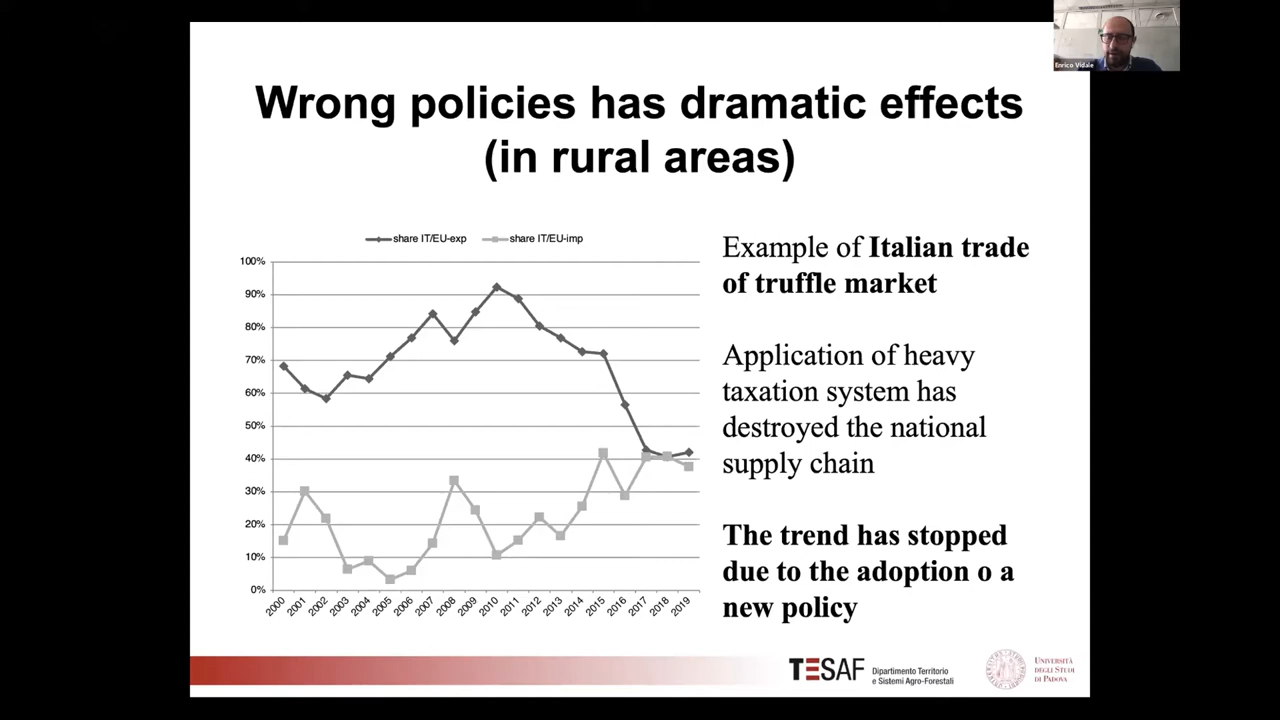 Enrico Vidale
Wrong policies has dramatic effects
(in rural areas)
share IT/EU-exp
share IT/EU-imp
100%
90%
80%
70%
60%
50%
40%
30%
20%
10%
0%
2000
2001
2002
2003
2004
2005
2006
2007
2008
2009
2010
2011
2012
2013
2014
2015
2016
2017
2018
2019
Example of Italian trade
of truffle market
Application of heavy
taxation system has
destroyed the national
supply chain
The trend has stopped
due to the adoption o a
new policy
TESAF
Dipartimento Territorio
e Sistemi Agro-Forestali
UNIVERSITÀ
DEGLI STUDI
DI PADOVA